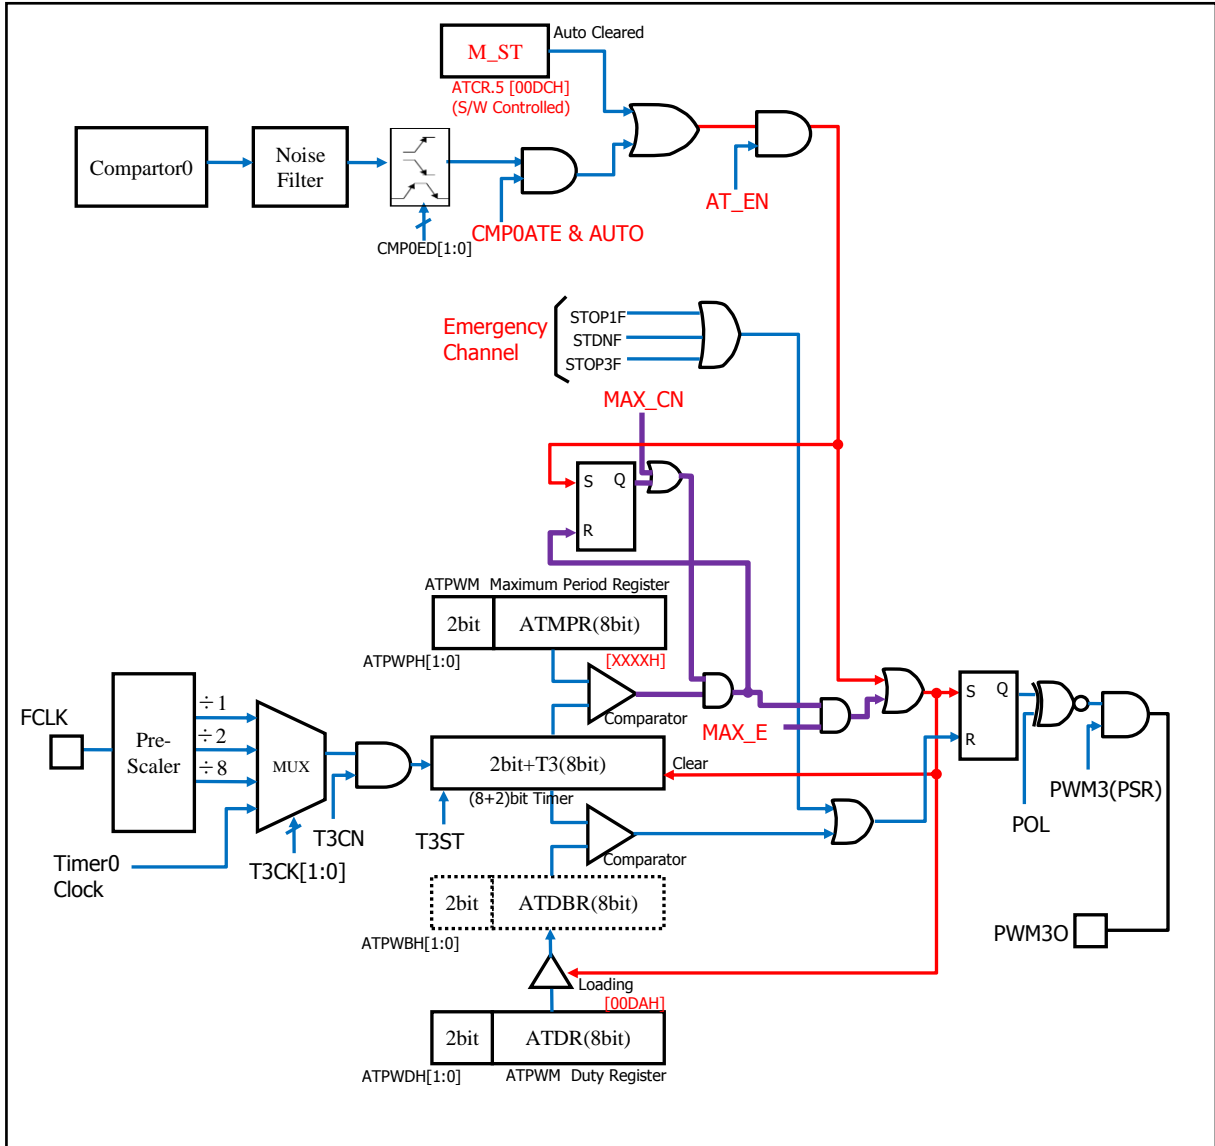 M_ST
Auto Cleared
ATCR.5 [00DCH]
(S/W Controlled)
Compartor0
Noise
Filter
CMP0ED[1:0]
CMP0ATE & AUTO
AT_EN
Emergency
Channel
STOP1F
STDNF
STOP3F
MAX_CN
S
Q
R
ATPWM Maximum Period Register
2bit
ATMPR(8bit)
ATPWPH[1:0]
[XXXXH]
Comparator
MAX_E
FCLK
Pre-
Scaler
÷1
÷2
÷8
MUX
Timer0
Clock
T3CK[1:0]
T3CN
2bit+T3(8bit)
Clear
(8+2)bit Timer
T3ST
Comparator
S
Q
R
POL
PWM3(PSR)
PWM3O
2bit
ATDBR(8bit)
ATPWBH[1:0]
Loading
[00DAH]
2bit
ATDR(8bit)
ATPWDH[1:0]
ATPWM Duty Register